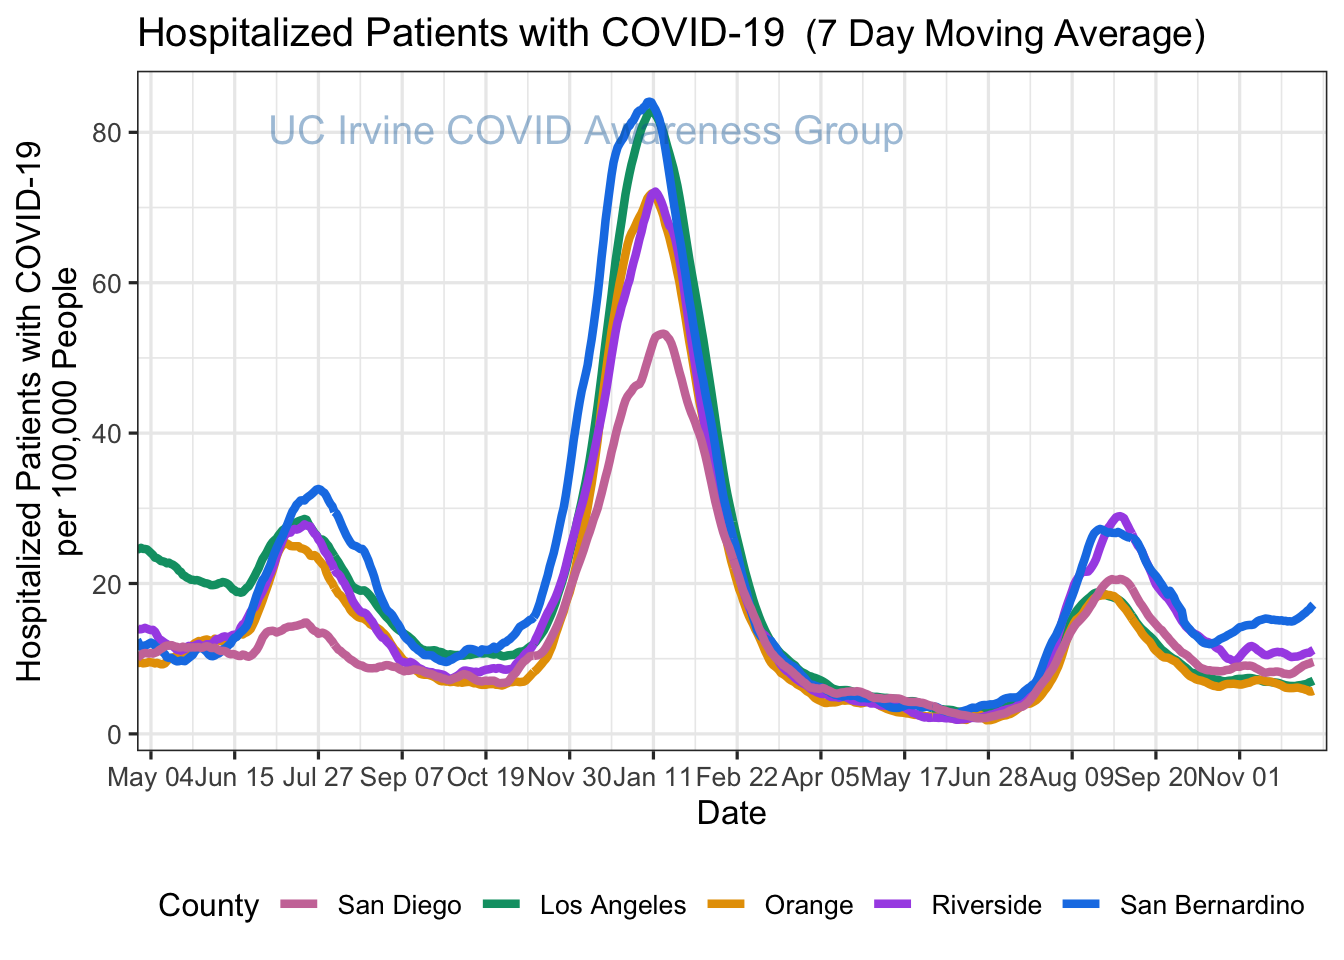 Hospitalized Patients with COVID-19  (7 Day Moving Average)
UC Irvine COVID Awareness Group
Hospitalized Patients with COVID-19
per 100,000 People
80
60
40
20
0
May 04 Jun 15 Jul 27 Sep 07 Oct 19 Nov 30 Jan 11 Feb 22 Apr 05 May 17 Jun 28 Aug 09 Sep 20 Nov 01
Date
County San Diego Los Angeles Orange Riverside San Bernardino